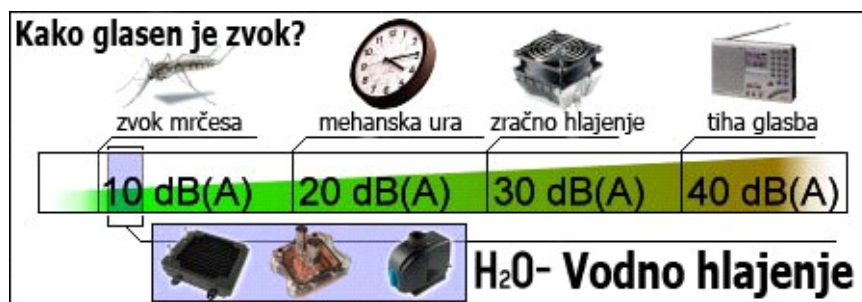 Kako glasen je zvok?
zvok mrčesa mehanska ura zračno hlajenje tiha glasba
10 dB(A) 20 dB(A) 30 dB(A) 40 dB(A)
H₂O- Vodno hlajenje